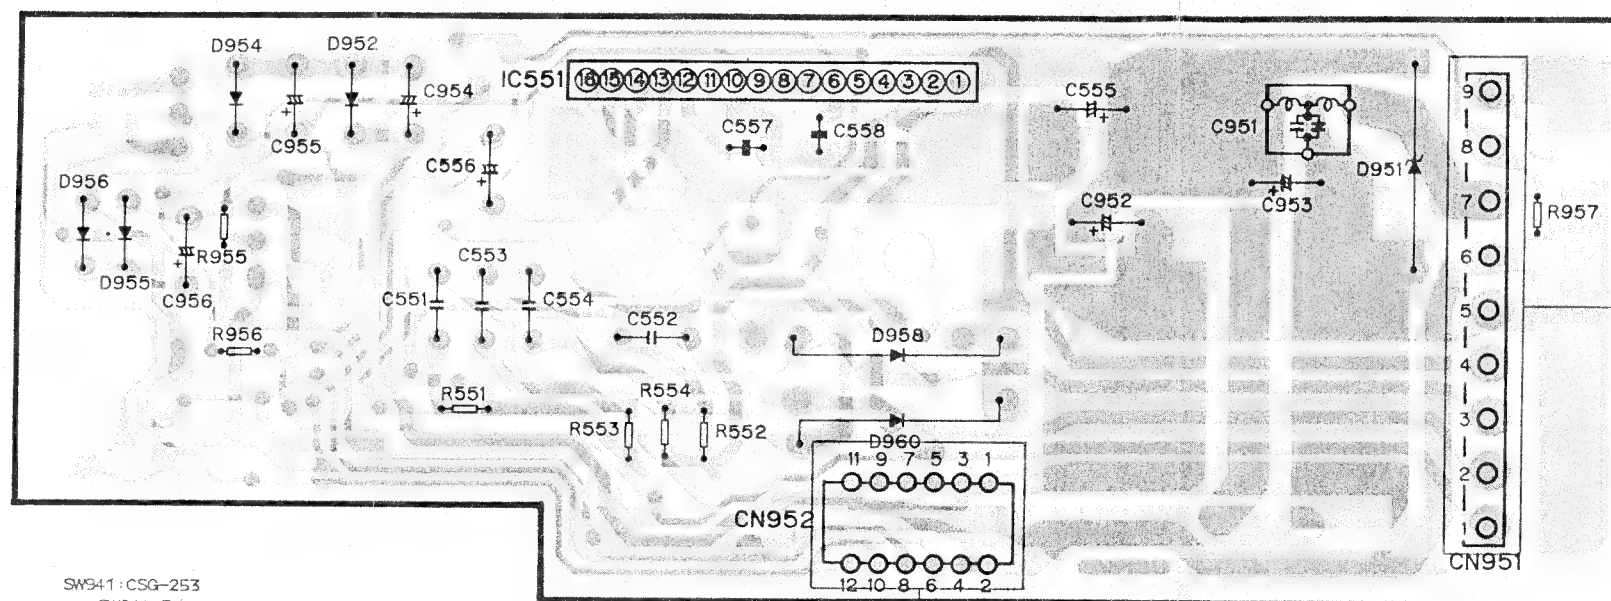 D954 D952
IC551 16 15 14 13 12 11 10 9 8 7 6 5 4 3 2 1
C954 C955
C557 C558 C555 C951 D951
C556
D956 C952 C953
R955 D955 C956
C553
C551 C554
R956 C552 D958
R551 R554
R553 R552 D960
11 9 7 5 3 1
CN952
12 10 8 6 4 2
9
8
7 R957
6
5
4
3
2
1
CN951
SW941:CSG-253